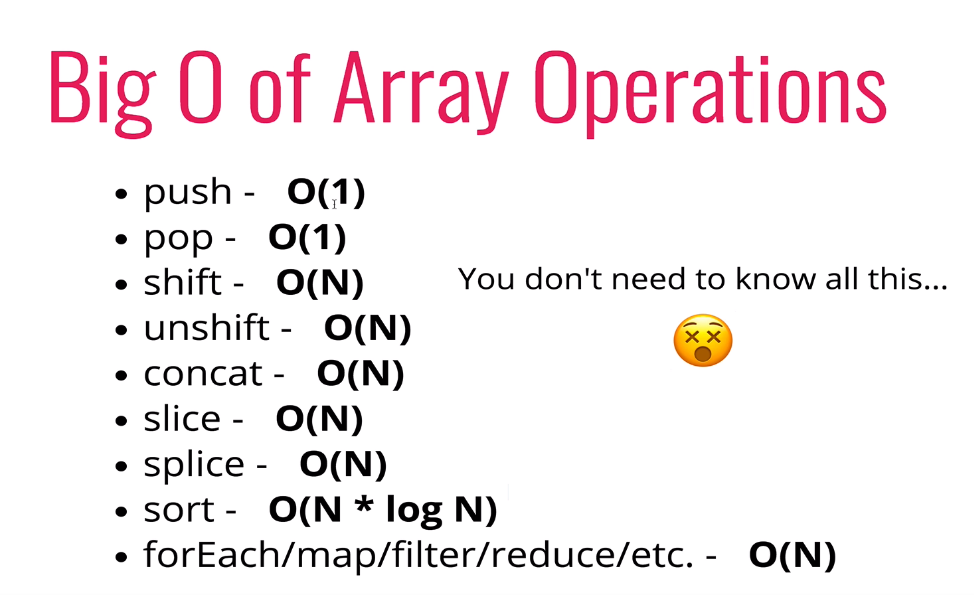 Big O of Array Operations
• push - O(1)
• pop - O(1)
• shift - O(N)
You don't need to know all this...
• unshift - O(N)
• concat - O(N)
• slice - O(N)
• splice - O(N)
• sort - O(N * log N)
• forEach/map/filter/reduce/etc. - O(N)